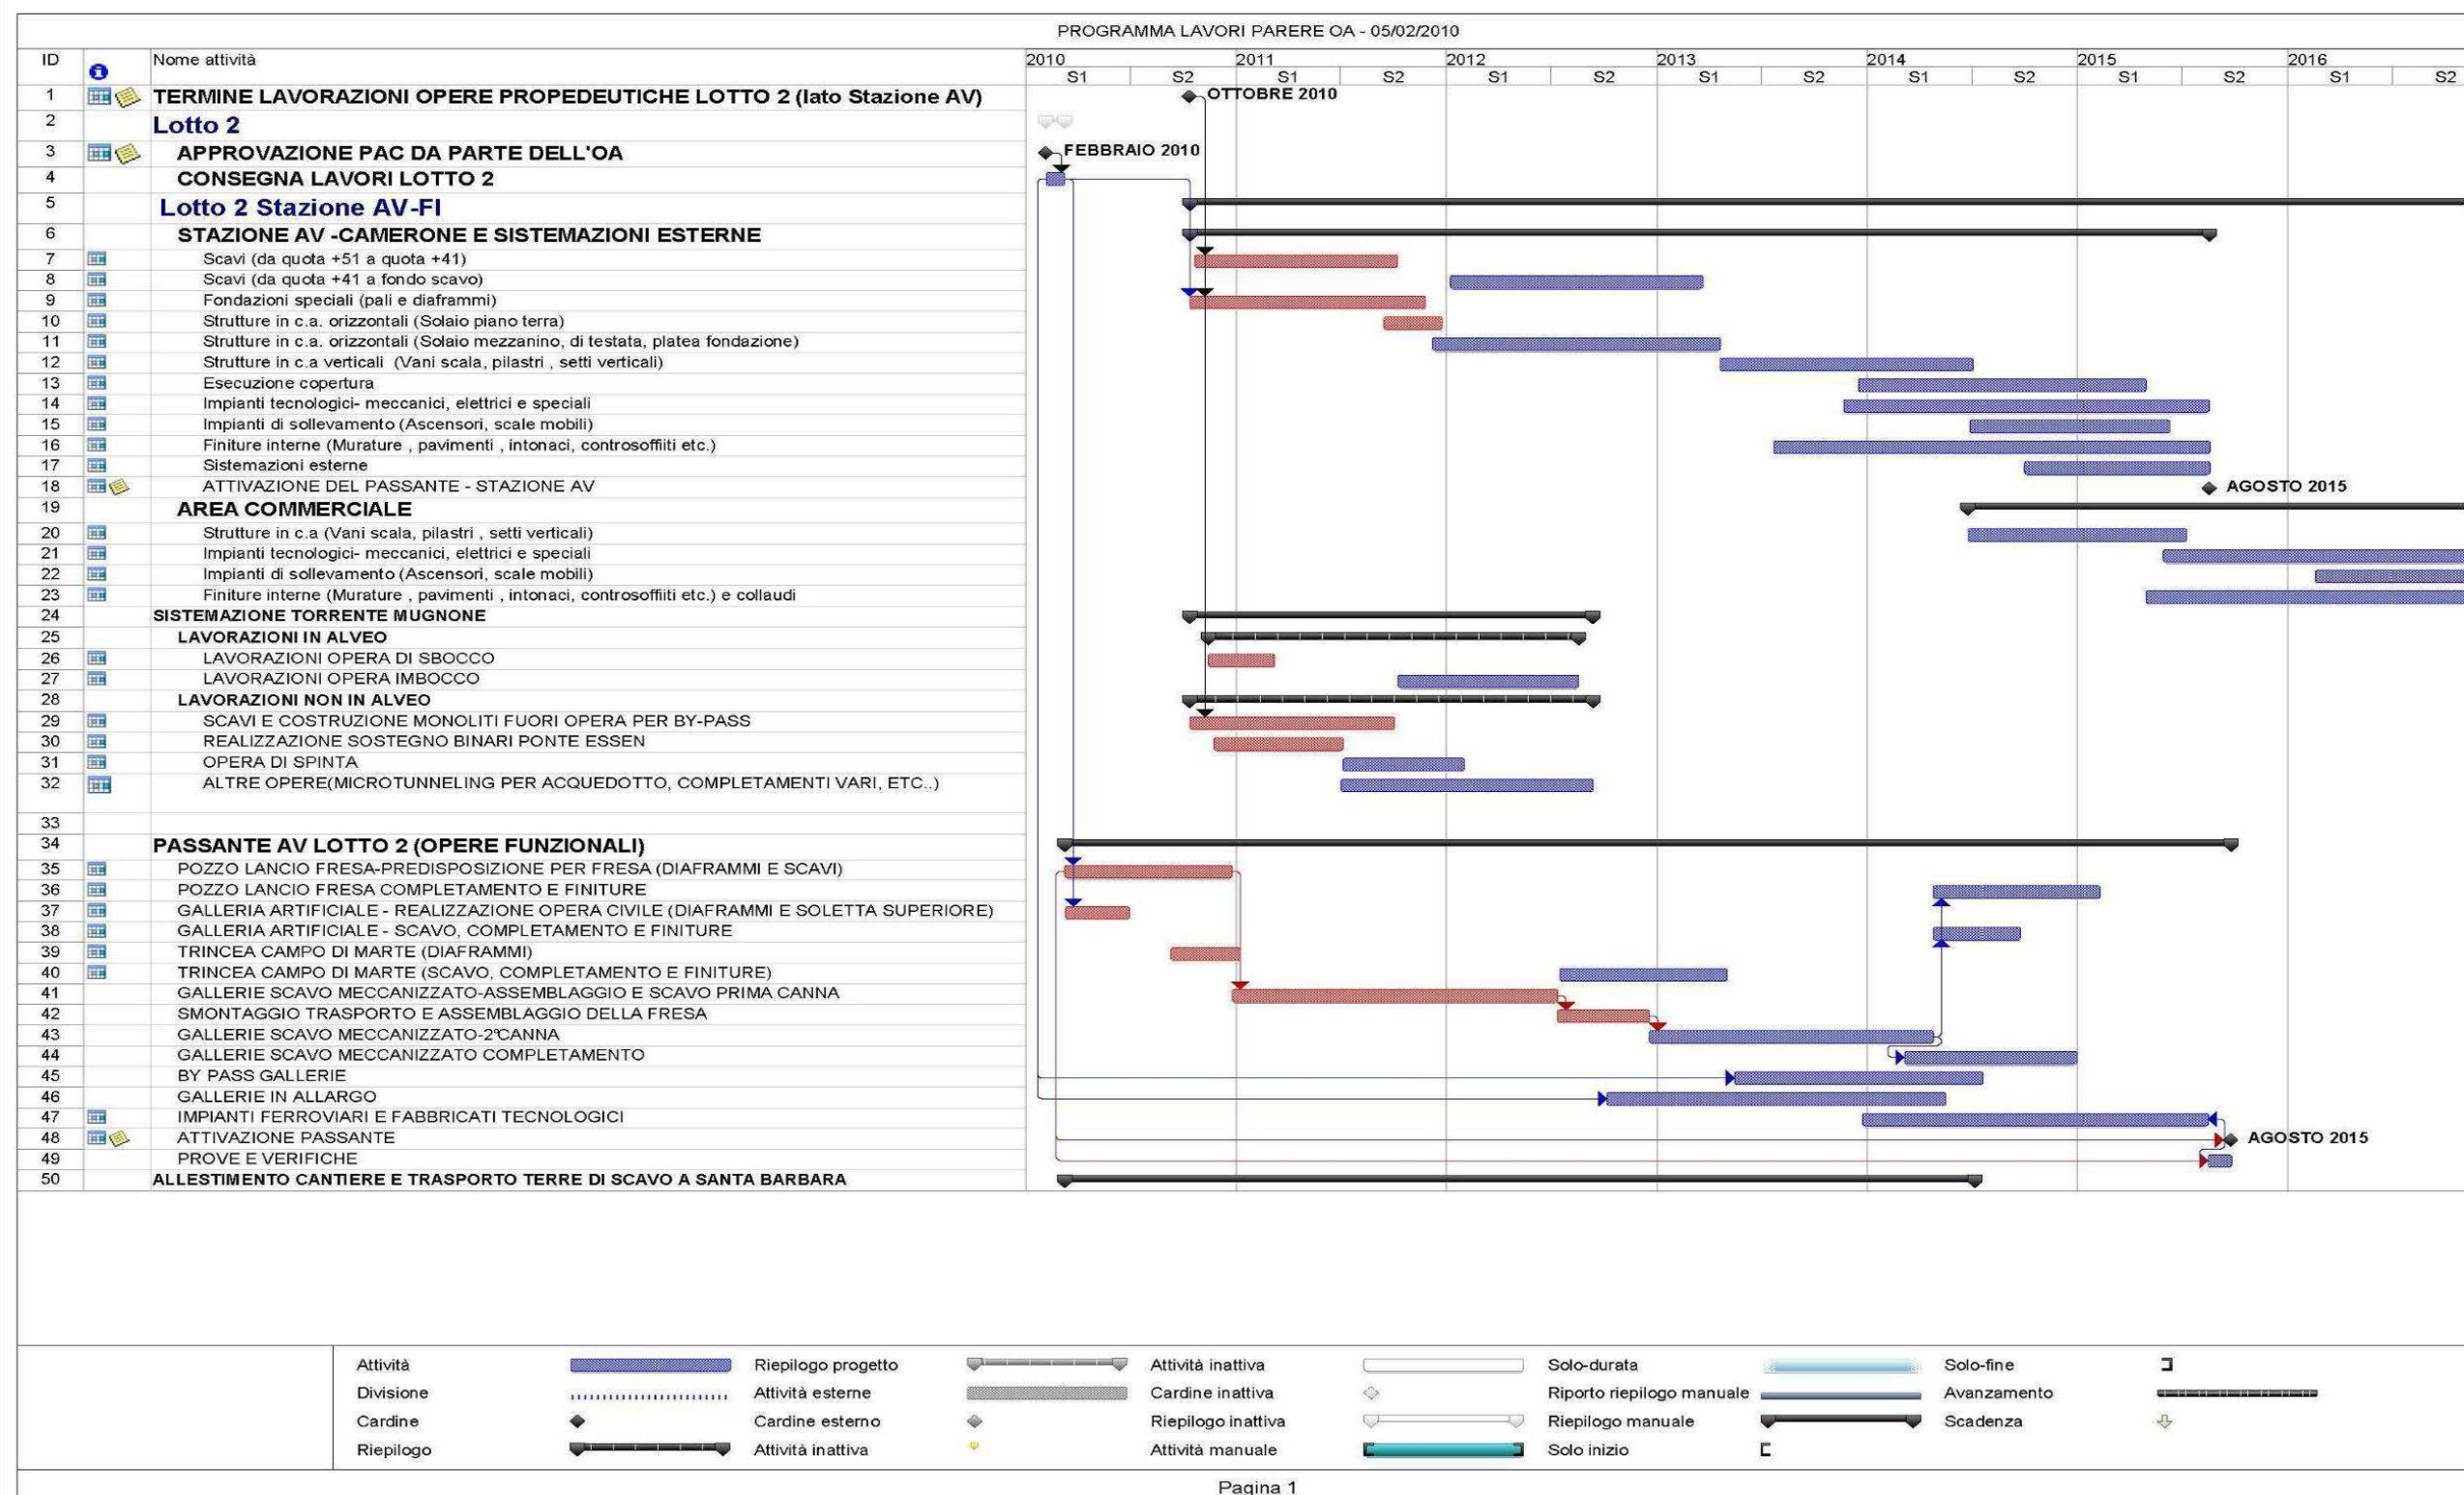 PROGRAMMA LAVORI PARERE OA - 05/02/2010
ID Nome attività 2010 2011 2012 2013 2014 2015 2016
S1 S2 S1 S2 S1 S2 S1 S2 S1 S2 S1 S2 S1 S2
1 TERMINE LAVORAZIONI OPERE PROPEDEUTICHE LOTTO 2 (lato Stazione AV) OTTOBRE 2010
2 Lotto 2
3 APPROVAZIONE PAC DA PARTE DELL'OA FEBBRAIO 2010
4 CONSEGNA LAVORI LOTTO 2
5 Lotto 2 Stazione AV-FI
6 STAZIONE AV -CAMERONE E SISTEMAZIONI ESTERNE
7 Scavi (da quota +51 a quota +41)
8 Scavi (da quota +41 a fondo scavo)
9 Fondazioni speciali (pali e diaframmi)
10 Strutture in c.a. orizzontali (Solaio piano terra)
11 Strutture in c.a. orizzontali (Solaio mezzanino, di testata, platea fondazione)
12 Strutture in c.a verticali (Vani scala, pilastri , setti verticali)
13 Esecuzione copertura
14 Impianti tecnologici- meccanici, elettrici e speciali
15 Impianti di sollevamento (Ascensori, scale mobili)
16 Finiture interne (Murature , pavimenti , intonaci, controsoffiiti etc.)
17 Sistemazioni esterne
18 ATTIVAZIONE DEL PASSANTE - STAZIONE AV AGOSTO 2015
19 AREA COMMERCIALE
20 Strutture in c.a (Vani scala, pilastri , setti verticali)
21 Impianti tecnologici- meccanici, elettrici e speciali
22 Impianti di sollevamento (Ascensori, scale mobili)
23 Finiture interne (Murature , pavimenti , intonaci, controsoffiiti etc.) e collaudi
24 SISTEMAZIONE TORRENTE MUGNONE
25 LAVORAZIONI IN ALVEO
26 LAVORAZIONI OPERA DI SBOCCO
27 LAVORAZIONI OPERA IMBOCCO
28 LAVORAZIONI NON IN ALVEO
29 SCAVI E COSTRUZIONE MONOLITI FUORI OPERA PER BY-PASS
30 REALIZZAZIONE SOSTEGNO BINARI PONTE ESSEN
31 OPERA DI SPINTA
32 ALTRE OPERE(MICROTUNNELING PER ACQUEDOTTO, COMPLETAMENTI VARI, ETC..)
33
34 PASSANTE AV LOTTO 2 (OPERE FUNZIONALI)
35 POZZO LANCIO FRESA-PREDISPOSIZIONE PER FRESA (DIAFRAMMI E SCAVI)
36 POZZO LANCIO FRESA COMPLETAMENTO E FINITURE
37 GALLERIA ARTIFICIALE - REALIZZAZIONE OPERA CIVILE (DIAFRAMMI E SOLETTA SUPERIORE)
38 GALLERIA ARTIFICIALE - SCAVO, COMPLETAMENTO E FINITURE
39 TRINCEA CAMPO DI MARTE (DIAFRAMMI)
40 TRINCEA CAMPO DI MARTE (SCAVO, COMPLETAMENTO E FINITURE)
41 GALLERIE SCAVO MECCANIZZATO-ASSEMBLAGGIO E SCAVO PRIMA CANNA
42 SMONTAGGIO TRASPORTO E ASSEMBLAGGIO DELLA FRESA
43 GALLERIE SCAVO MECCANIZZATO-2°CANNA
44 GALLERIE SCAVO MECCANIZZATO COMPLETAMENTO
45 BY PASS GALLERIE
46 GALLERIE IN ALLARGO
47 IMPIANTI FERROVIARI E FABBRICATI TECNOLOGICI
48 ATTIVAZIONE PASSANTE AGOSTO 2015
49 PROVE E VERIFICHE
50 ALLESTIMENTO CANTIERE E TRASPORTO TERRE DI SCAVO A SANTA BARBARA
Attività Riepilogo progetto Attività inattiva Solo-durata Solo-fine
Divisione Attività esterne Cardine inattiva Riporto riepilogo manuale Avanzamento
Cardine Cardine esterno Riepilogo inattiva Riepilogo manuale Scadenza
Riepilogo Attività inattiva Attività manuale Solo inizio
Pagina 1